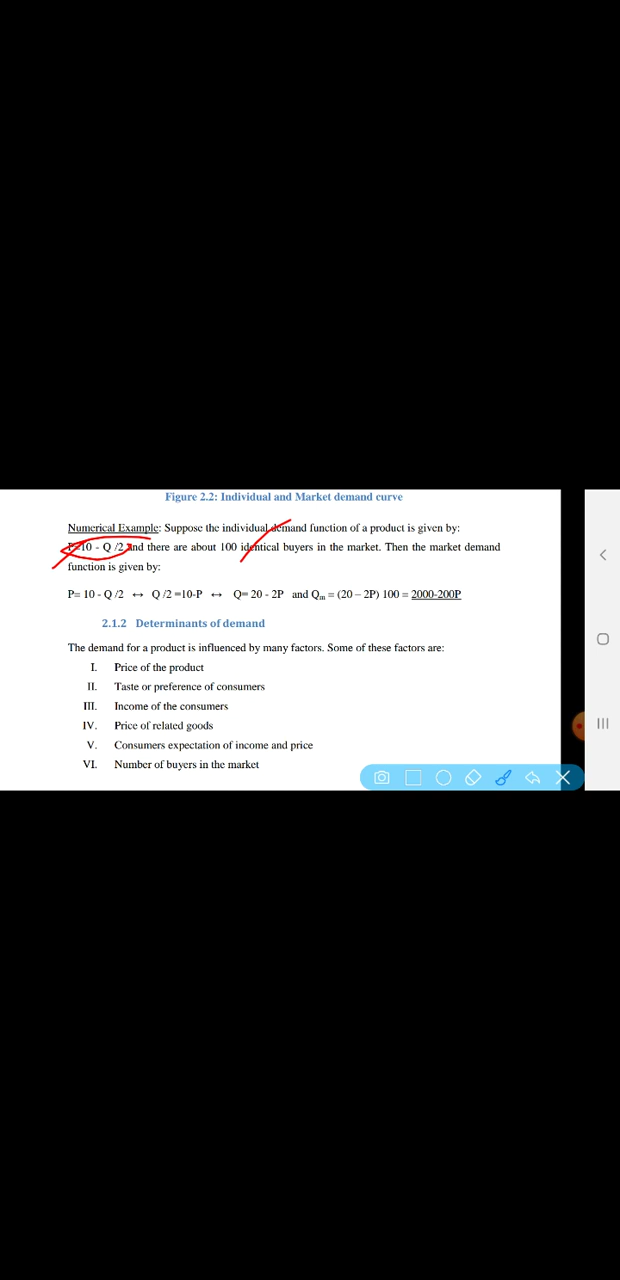 Figure 2.2: Individual and Market demand curve
Numerical Example: Suppose the individual demand function of a product is given by:
P=10 - Q /2 and there are about 100 identical buyers in the market. Then the market demand
function is given by:
P= 10 - Q /2 ↔ Q /2 =10-P ↔ Q= 20 - 2P and Qm = (20 – 2P) 100 = 2000-200P
2.1.2 Determinants of demand
The demand for a product is influenced by many factors. Some of these factors are:
I. Price of the product
II. Taste or preference of consumers
III. Income of the consumers
IV. Price of related goods
V. Consumers expectation of income and price
VI. Number of buyers in the market